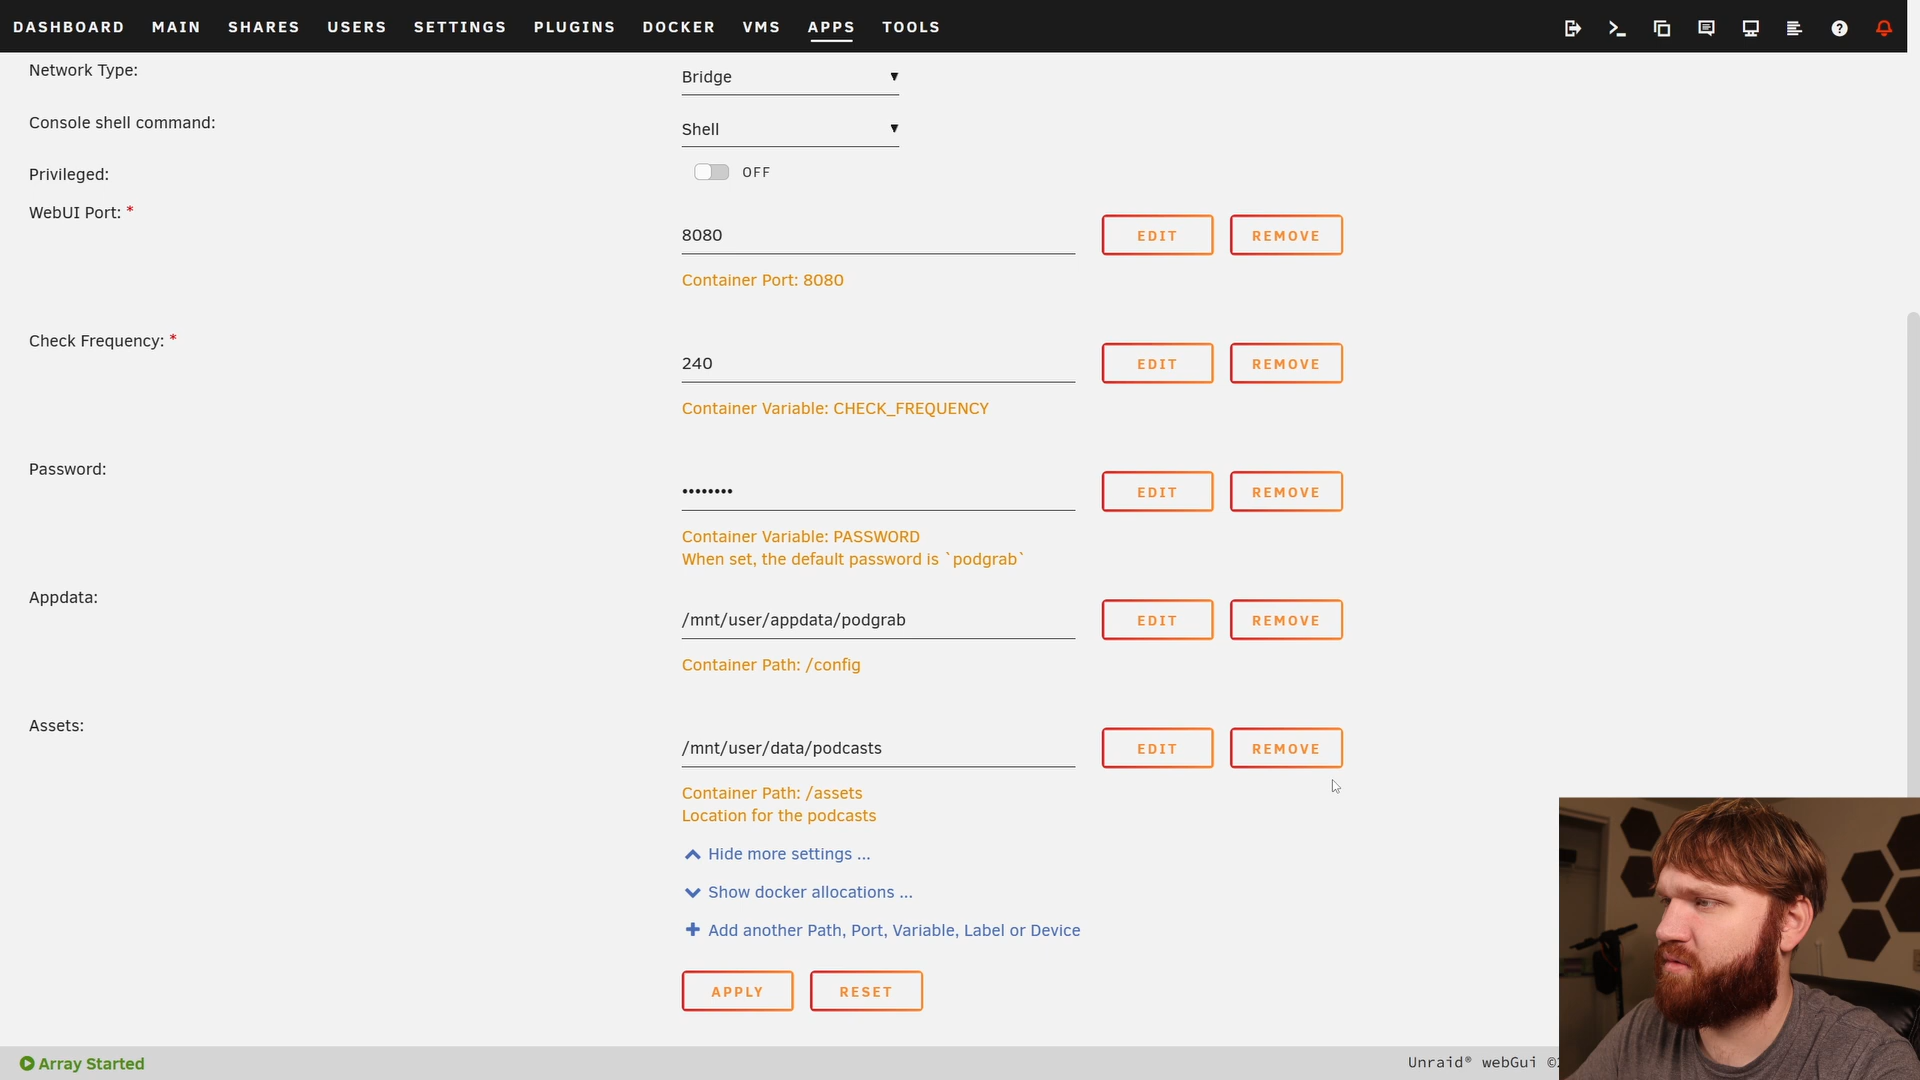 DASHBOARD MAIN SHARES USERS SETTINGS PLUGINS DOCKER VMS APPS TOOLS
Network Type:
Bridge
Console shell command:
Shell
Privileged:
OFF
WebUI Port: *
8080
EDIT
REMOVE
Container Port: 8080
Check Frequency: *
240
EDIT
REMOVE
Container Variable: CHECK_FREQUENCY
Password:
••••••••
EDIT
REMOVE
Container Variable: PASSWORD
When set, the default password is `podgrab`
Appdata:
/mnt/user/appdata/podgrab
EDIT
REMOVE
Container Path: /config
Assets:
/mnt/user/data/podcasts
EDIT
REMOVE
Container Path: /assets
Location for the podcasts
Hide more settings ...
Show docker allocations ...
Add another Path, Port, Variable, Label or Device
APPLY
RESET
Array Started
Unraid® webGui ©